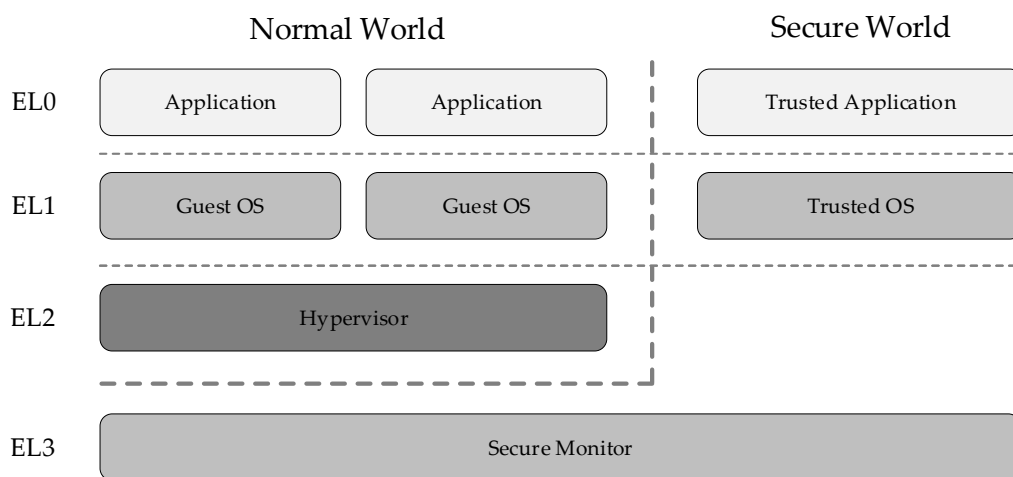 Normal World
Secure World
EL0
Application
Application
Trusted Application
EL1
Guest OS
Guest OS
Trusted OS
EL2
Hypervisor
EL3
Secure Monitor